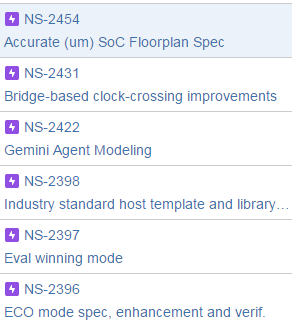 NS-2454
Accurate (um) SoC Floorplan Spec
NS-2431
Bridge-based clock-crossing improvements
NS-2422
Gemini Agent Modeling
NS-2398
Industry standard host template and library...
NS-2397
Eval winning mode
NS-2396
ECO mode spec, enhancement and verif.